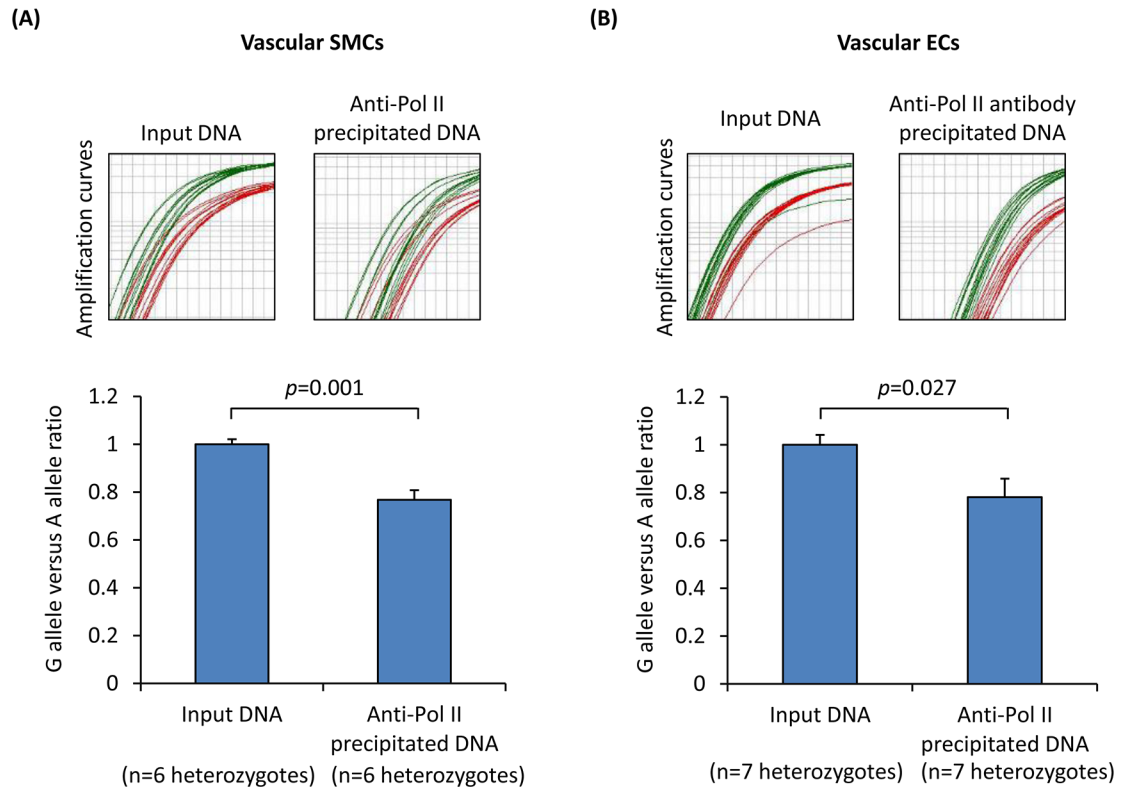 (A)
Vascular SMCs
Input DNA
Anti-Pol II
precipitated DNA
Amplification curves
p=0.001
G allele versus A allele ratio
1.2
1
0.8
0.6
0.4
0.2
0
Input DNA
Anti-Pol II
precipitated DNA
(n=6 heterozygotes)
(n=6 heterozygotes)
(B)
Vascular ECs
Input DNA
Anti-Pol II antibody
precipitated DNA
Amplification curves
p=0.027
G allele versus A allele ratio
1.2
1
0.8
0.6
0.4
0.2
0
Input DNA
Anti-Pol II
precipitated DNA
(n=7 heterozygotes)
(n=7 heterozygotes)